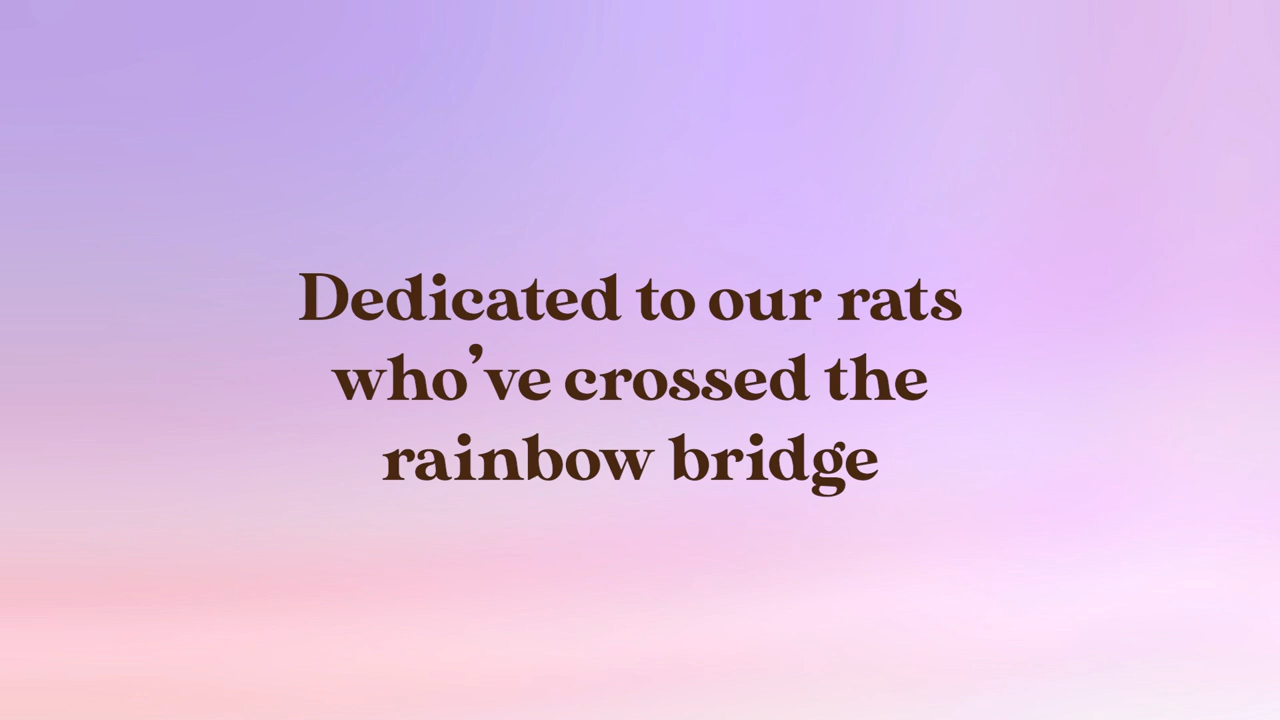 Dedicated to our rats
who’ve crossed the
rainbow bridge